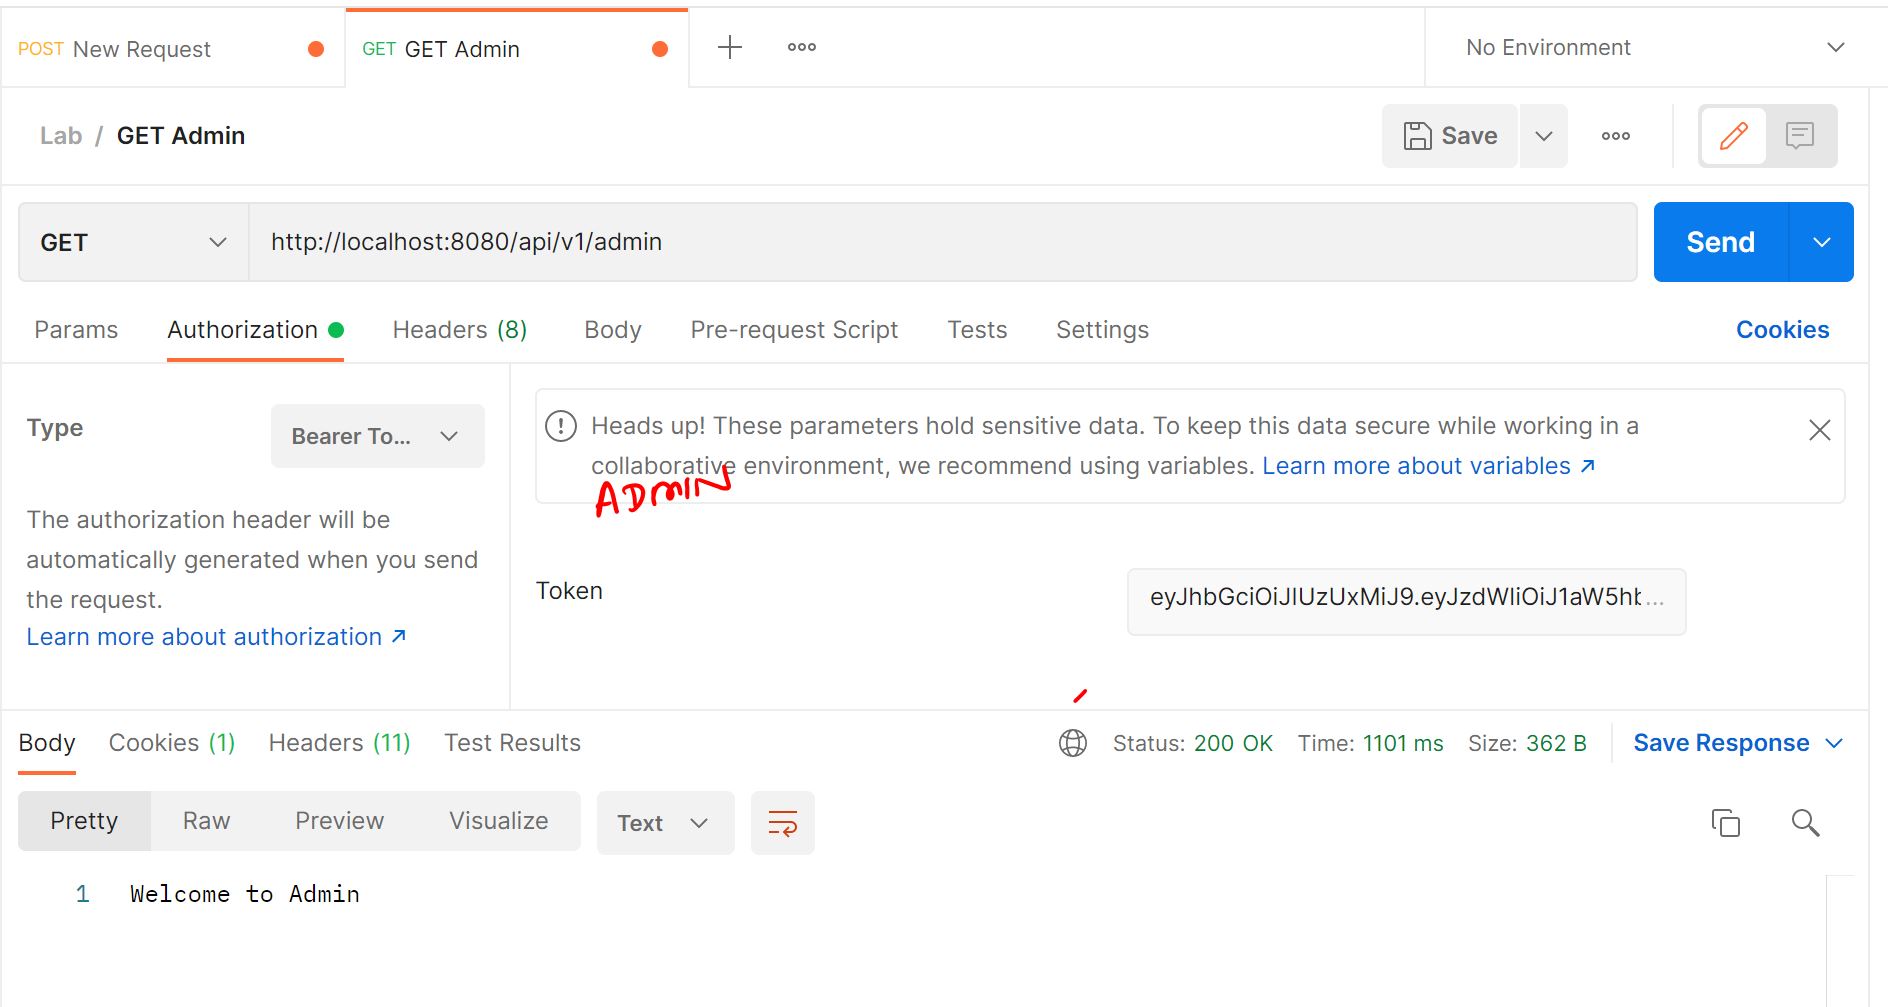 POST New Request
GET GET Admin
No Environment
Lab / GET Admin
Save
GET
http://localhost:8080/api/v1/admin
Send
Params
Authorization
Headers (8)
Body
Pre-request Script
Tests
Settings
Cookies
Type
Bearer To...
The authorization header will be
automatically generated when you send
the request.
Learn more about authorization ↗
Heads up! These parameters hold sensitive data. To keep this data secure while working in a
collaborative environment, we recommend using variables. Learn more about variables ↗
ADMIN
Token
eyJhbGciOiJIUzUxMiJ9.eyJzdWIiOiJ1aW5ht...
Body
Cookies (1)
Headers (11)
Test Results
Status: 200 OK
Time: 1101 ms
Size: 362 B
Save Response
Pretty
Raw
Preview
Visualize
Text
1 Welcome to Admin